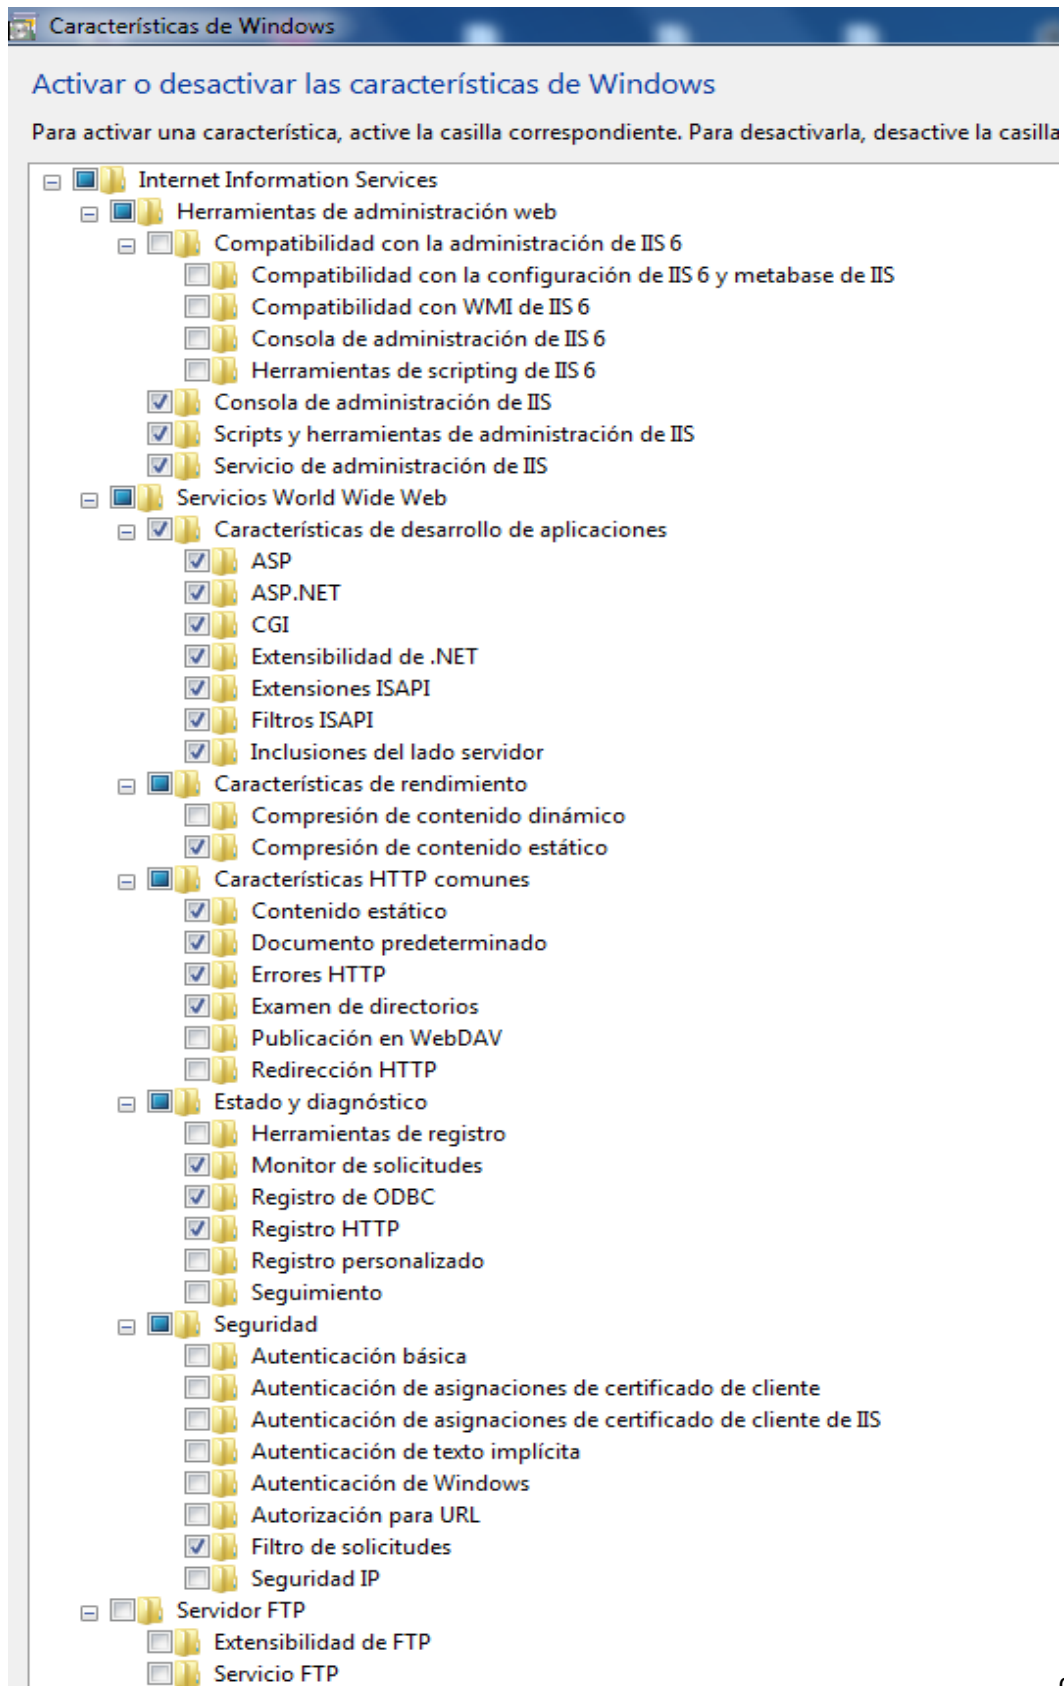 Características de Windows
Activar o desactivar las características de Windows
Para activar una característica, active la casilla correspondiente. Para desactivarla, desactive la casilla
Internet Information Services
Herramientas de administración web
Compatibilidad con la administración de IIS 6
Compatibilidad con la configuración de IIS 6 y metabase de IIS
Compatibilidad con WMI de IIS 6
Consola de administración de IIS 6
Herramientas de scripting de IIS 6
Consola de administración de IIS
Scripts y herramientas de administración de IIS
Servicio de administración de IIS
Servicios World Wide Web
Características de desarrollo de aplicaciones
ASP
ASP.NET
CGI
Extensibilidad de .NET
Extensiones ISAPI
Filtros ISAPI
Inclusiones del lado servidor
Características de rendimiento
Compresión de contenido dinámico
Compresión de contenido estático
Características HTTP comunes
Contenido estático
Documento predeterminado
Errores HTTP
Examen de directorios
Publicación en WebDAV
Redirección HTTP
Estado y diagnóstico
Herramientas de registro
Monitor de solicitudes
Registro de ODBC
Registro HTTP
Registro personalizado
Seguimiento
Seguridad
Autenticación básica
Autenticación de asignaciones de certificado de cliente
Autenticación de asignaciones de certificado de cliente de IIS
Autenticación de texto implícita
Autenticación de Windows
Autorización para URL
Filtro de solicitudes
Seguridad IP
Servidor FTP
Extensibilidad de FTP
Servicio FTP